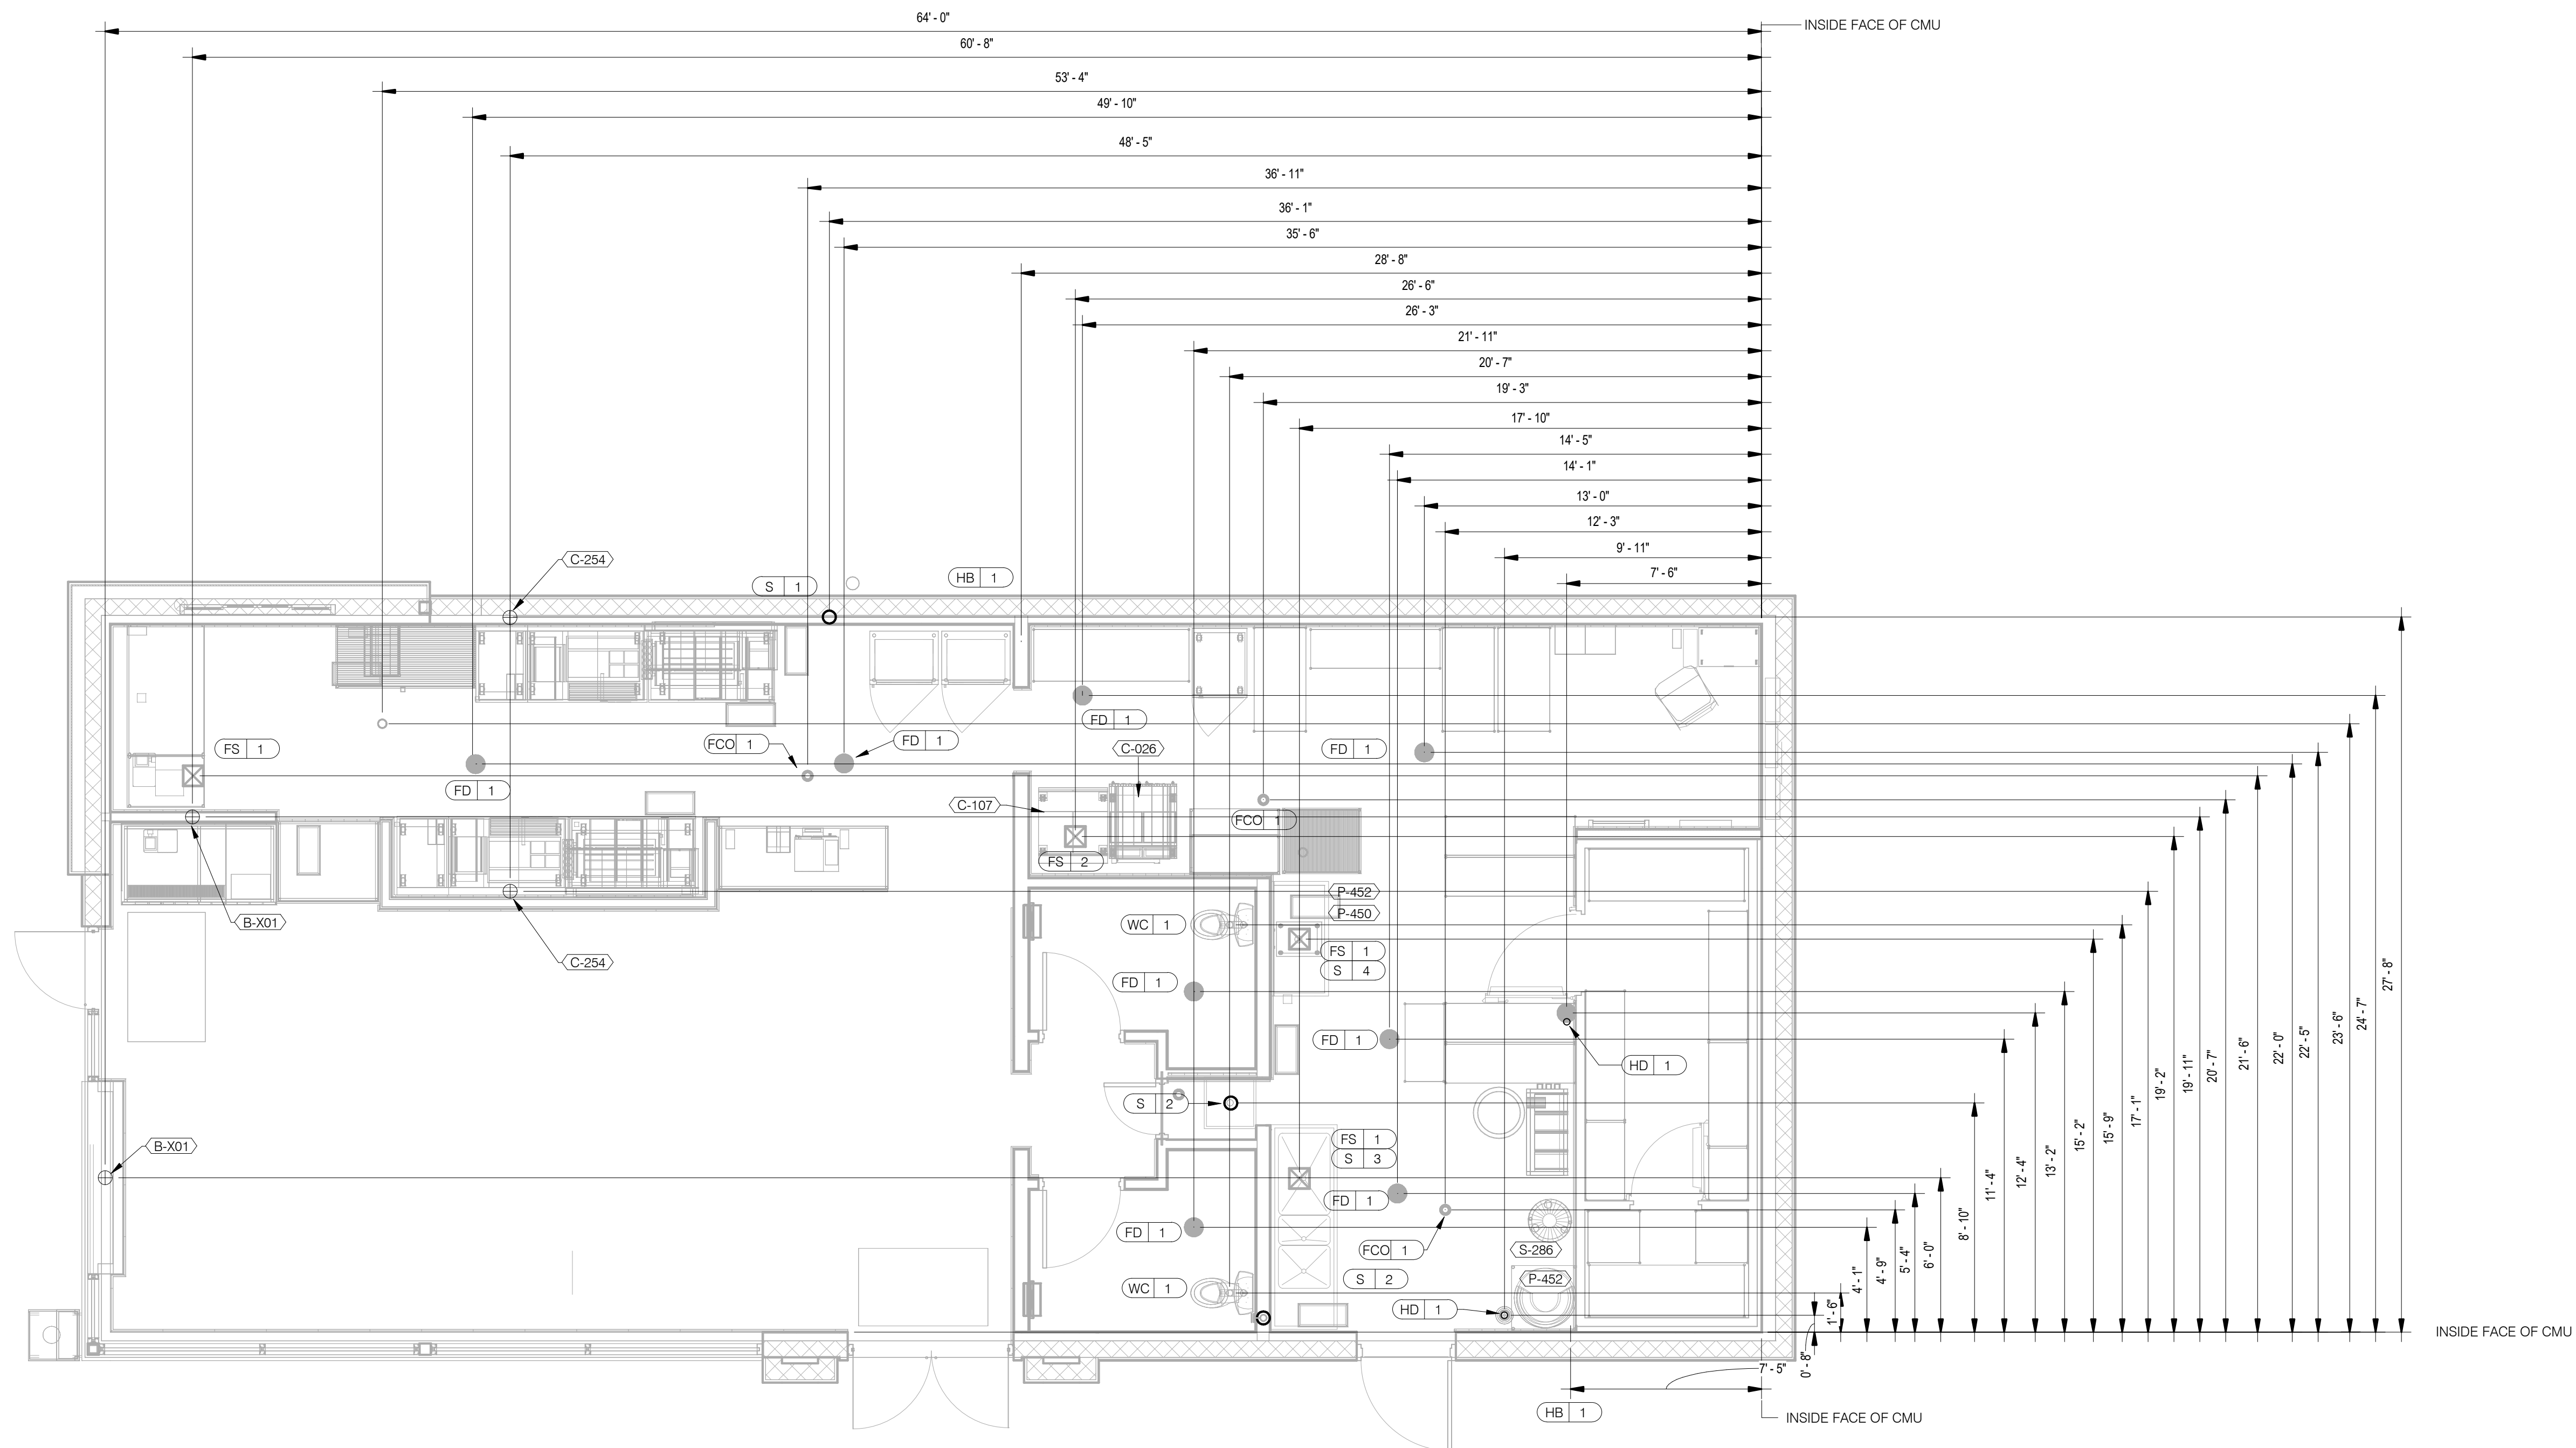 64' - 0"
INSIDE FACE OF CMU
60' - 8"
53' - 4"
49' - 10"
48' - 5"
36' - 11"
36' - 1"
35' - 6"
28' - 8"
26' - 6"
26' - 3"
21' - 11"
20' - 7"
19' - 3"
17' - 10"
14' - 5"
14' - 1"
13' - 0"
12' - 3"
9' - 11"
7' - 6"
C-254
S 1
HB 1
FD 1
FS 1
FCO 1
FD 1
C-026
FD 1
FD 1
C-107
FCO 1
FS 2
P-452
P-450
B-X01
WC 1
FS 1
S 4
C-254
FD 1
FD 1
HD 1
S 2
FS 1
S 3
B-X01
FD 1
FD 1
FCO 1
S-286
S 2
P-452
WC 1
HD 1
0' - 8"
1' - 6"
4' - 1"
4' - 9"
5' - 4"
6' - 0"
8' - 10"
11' - 4"
12' - 4"
13' - 2"
15' - 2"
15' - 9"
17' - 1"
19' - 2"
19' - 11"
20' - 7"
21' - 6"
22' - 0"
22' - 5"
23' - 6"
24' - 7"
27' - 8"
INSIDE FACE OF CMU
7' - 5"
HB 1
INSIDE FACE OF CMU